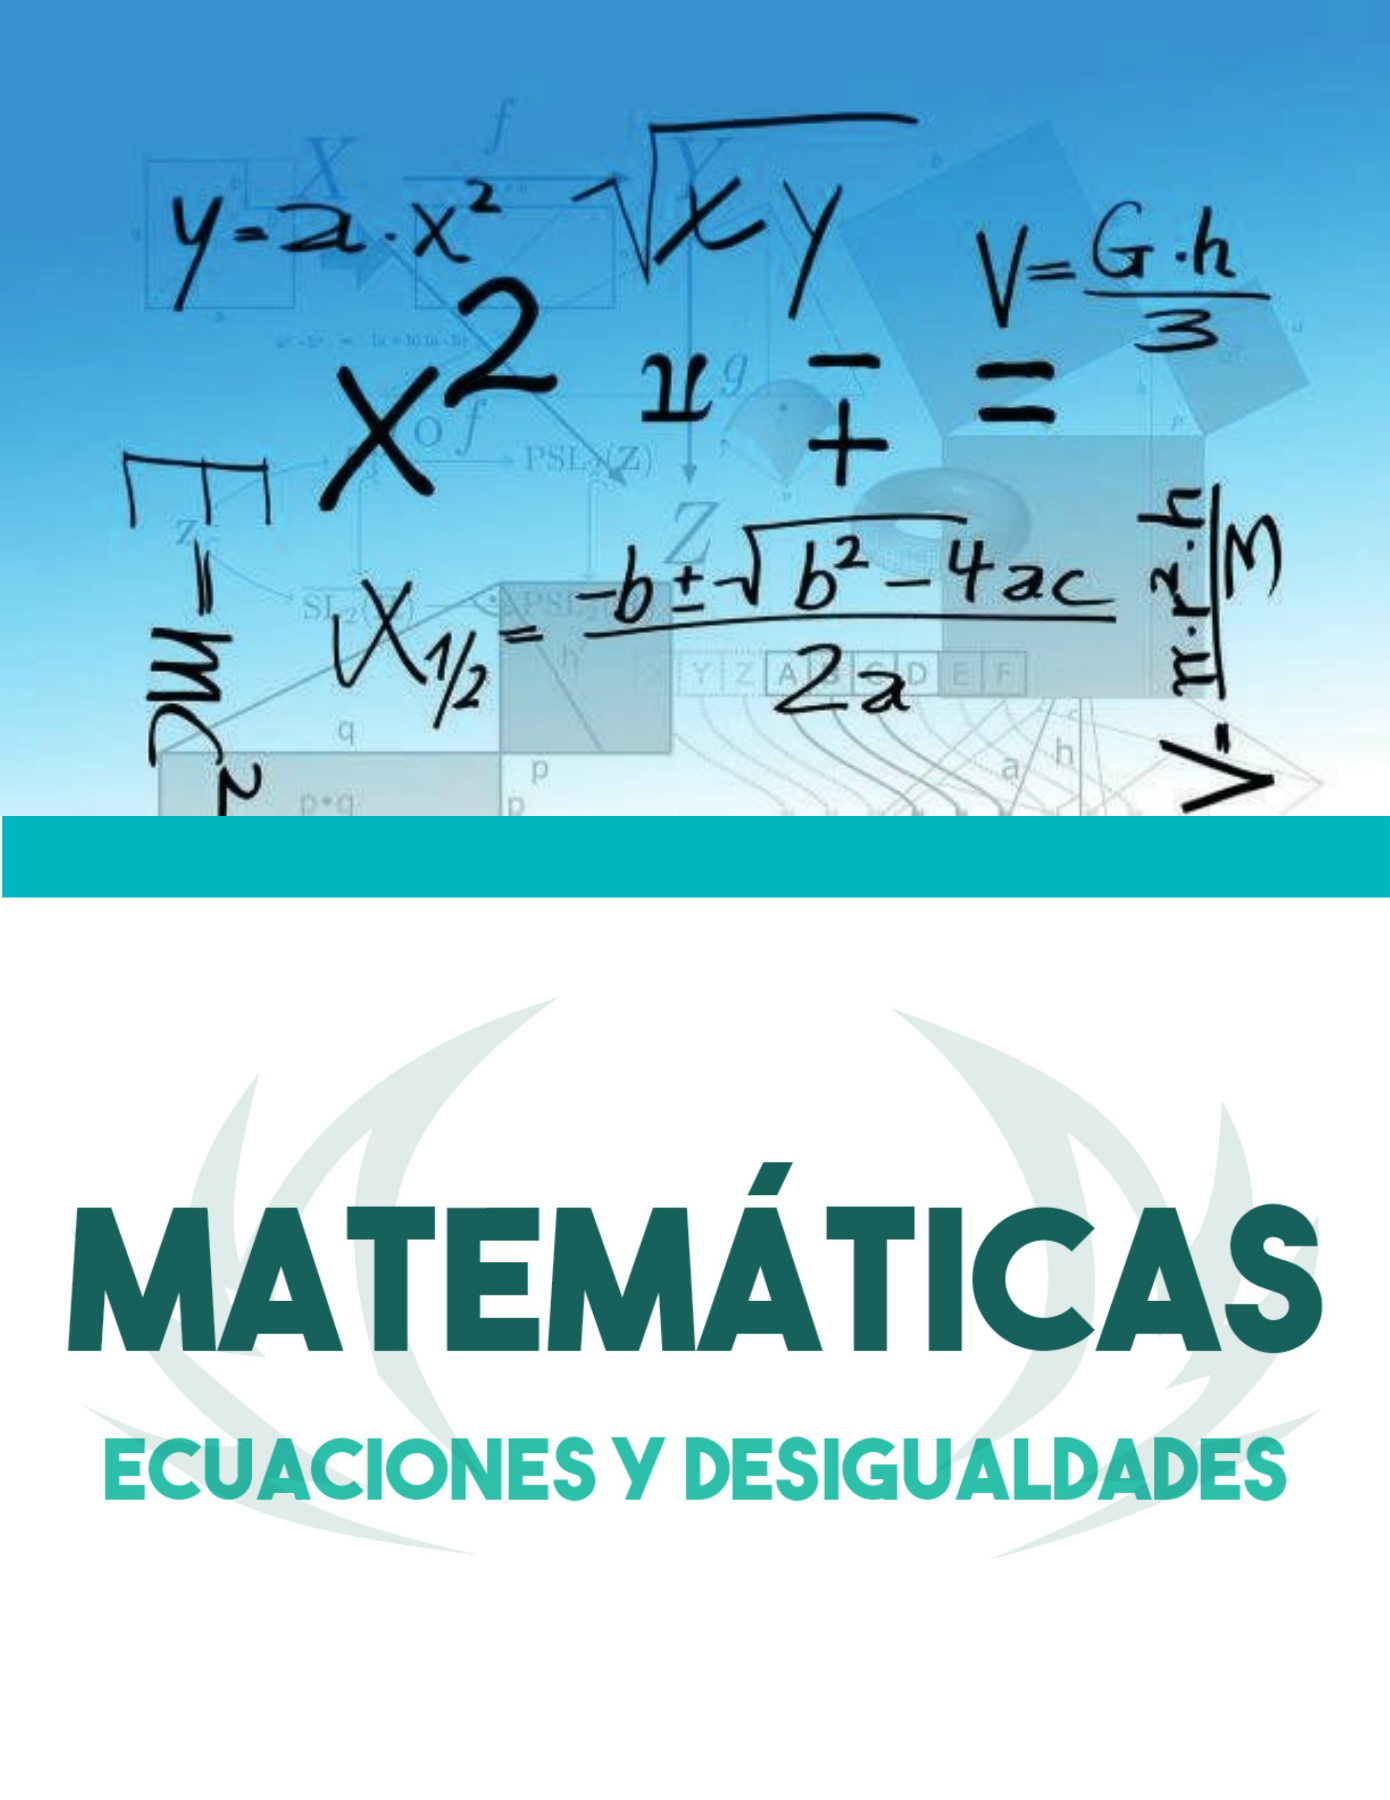 y=a·x² √xy
V=G·h/3
x² π − =
+
E=mc²
x1/2 = -b±√b²-4ac / 2a
V=π·r²·h/3
X f Y
g
O f PSL₂(Z)
Z
h
X Y Z A B C D E F
q
p
a h
p•q p
MATEMÁTICAS
ECUACIONES Y DESIGUALDADES